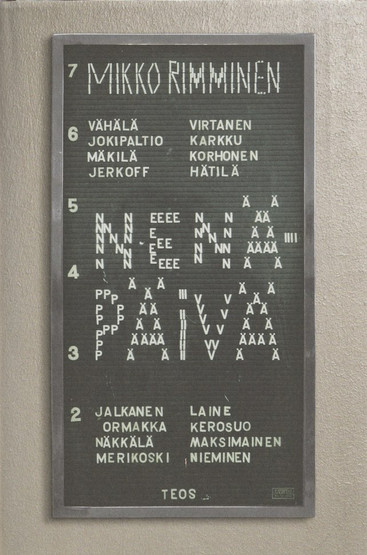 7 MIKKO RIMMINEN
6 VÄHÄLÄ VIRTANEN
JOKIPALTIO KARKKU
MÄKILÄ KORHONEN
JERKOFF HÄTILÄ
5
NENÄ-
4
PÄIVÄ
3
2 JALKANEN LAINE
ORMAKKA KEROSUO
NÄKKÄLÄ MAKSIMAINEN
MERIKOSKI NIEMINEN
TEOS